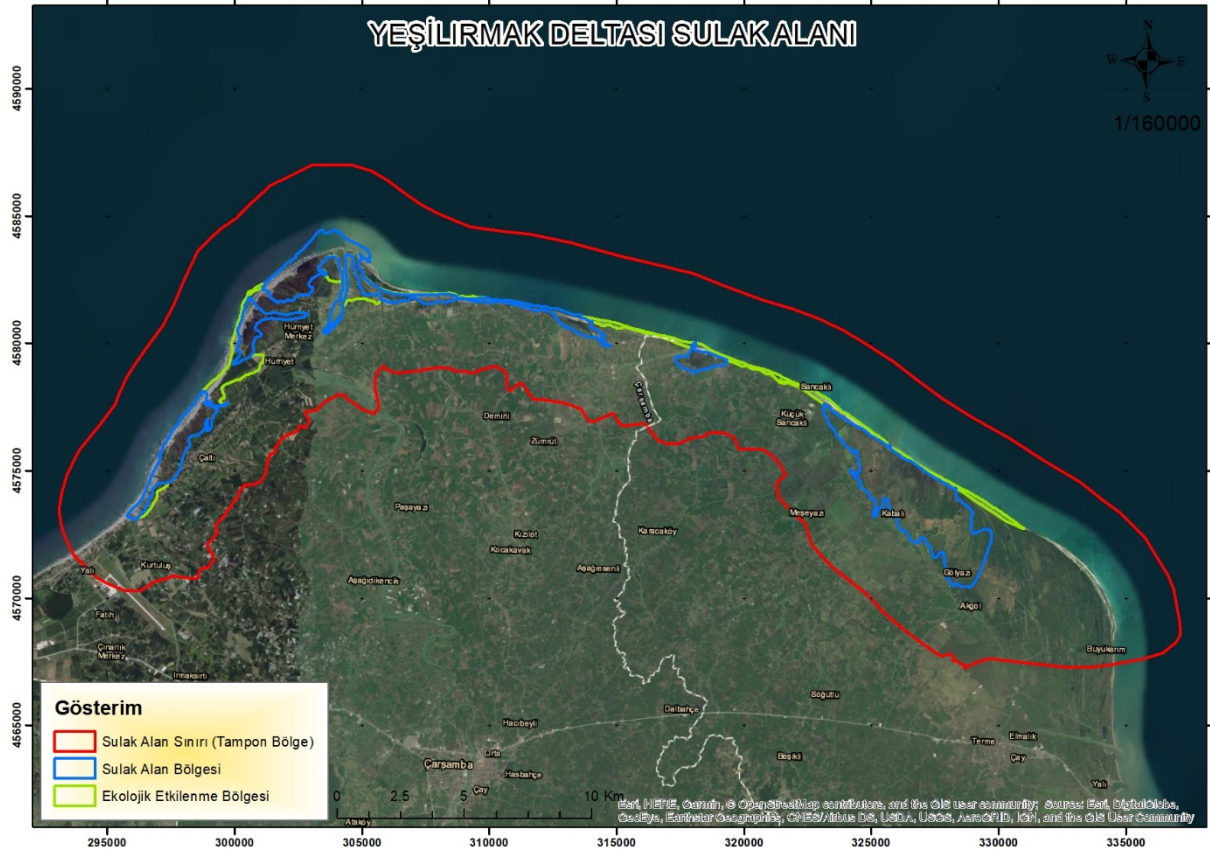 YEŞİLIRMAK DELTASI SULAK ALANI
N
W
E
S
1/160000
4590000
4585000
4580000
4575000
4570000
4565000
Hürriyet
Merkez
Hürriyet
Çaltı
Kurtuluş
Yalı
Fatih
Çınarlık
Merkez
Irmaksırtı
Demirli
Zümrüt
Paşayazı
Kızılot
Kocakavak
Aşağıdikencik
Çarşamba
Karacaköy
Sancaklı
Küçük
Sancaklı
Meşeyazı
Kabalı
Gölyazı
Akgöl
Büyükarım
Söğütlü
Dalbahçe
Hacıbeyli
Orta
Çarşamba
Hasbahçe
Çay
Beşikli
Terme
Elmalık
Çay
Yalı
Ataköy
Gösterim
Sulak Alan Sınırı (Tampon Bölge)
Sulak Alan Bölgesi
Ekolojik Etkilenme Bölgesi
0 2.5 5 10 Km
Esri, HERE, Garmin, © OpenStreetMap contributors, and the GIS user community; Source: Esri, DigitalGlobe,
GeoEye, Earthstar Geographics, CNES/Airbus DS, USDA, USGS, AeroGRID, IGN, and the GIS User Community
295000 300000 305000 310000 315000 320000 325000 330000 335000